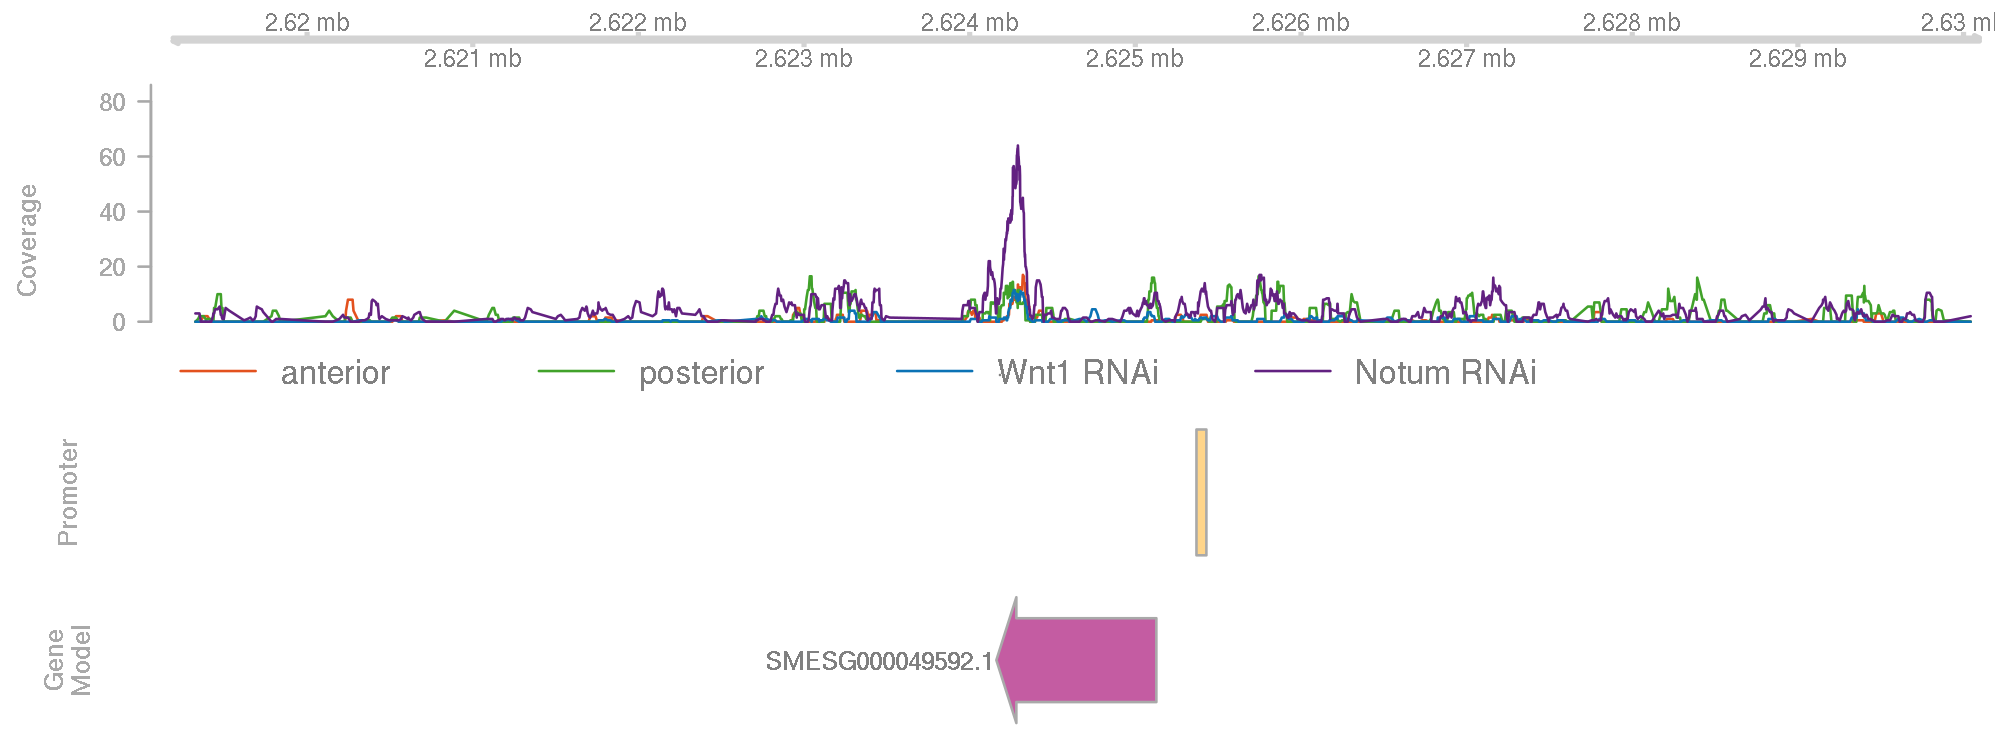 2.62 mb 2.622 mb 2.624 mb 2.626 mb 2.628 mb 2.63 ml
2.621 mb 2.623 mb 2.625 mb 2.627 mb 2.629 mb
Coverage
80
60
40
20
0
anterior posterior Wnt1 RNAi Notum RNAi
Promoter
Gene
Model
SMESG000049592.1